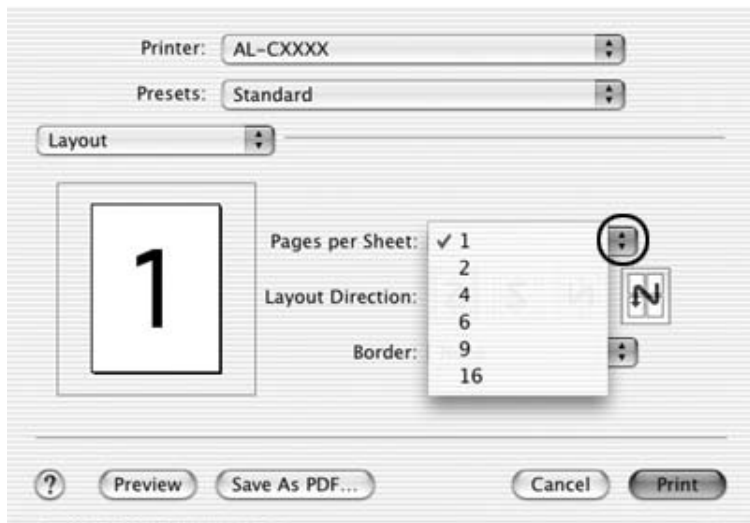 Printer: AL-CXXXX
Presets: Standard
Layout
1
Pages per Sheet: ✓ 1
2
Layout Direction: 4
6
Border: 9
16
? Preview Save As PDF... Cancel Print